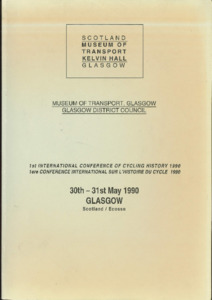 SCOTLAND
MUSEUM OF
TRANSPORT
KELVIN HALL
GLASGOW
MUSEUM OF TRANSPORT, GLASGOW
GLASGOW DISTRICT COUNCIL
1st INTERNATIONAL CONFERENCE OF CYCLING HISTORY 1990
1ere CONFERENCE INTERNATIONAL SUR L'HISTOIRE DU CYCLE 1990
30th – 31st May 1990
GLASGOW
Scotland / Ecosse